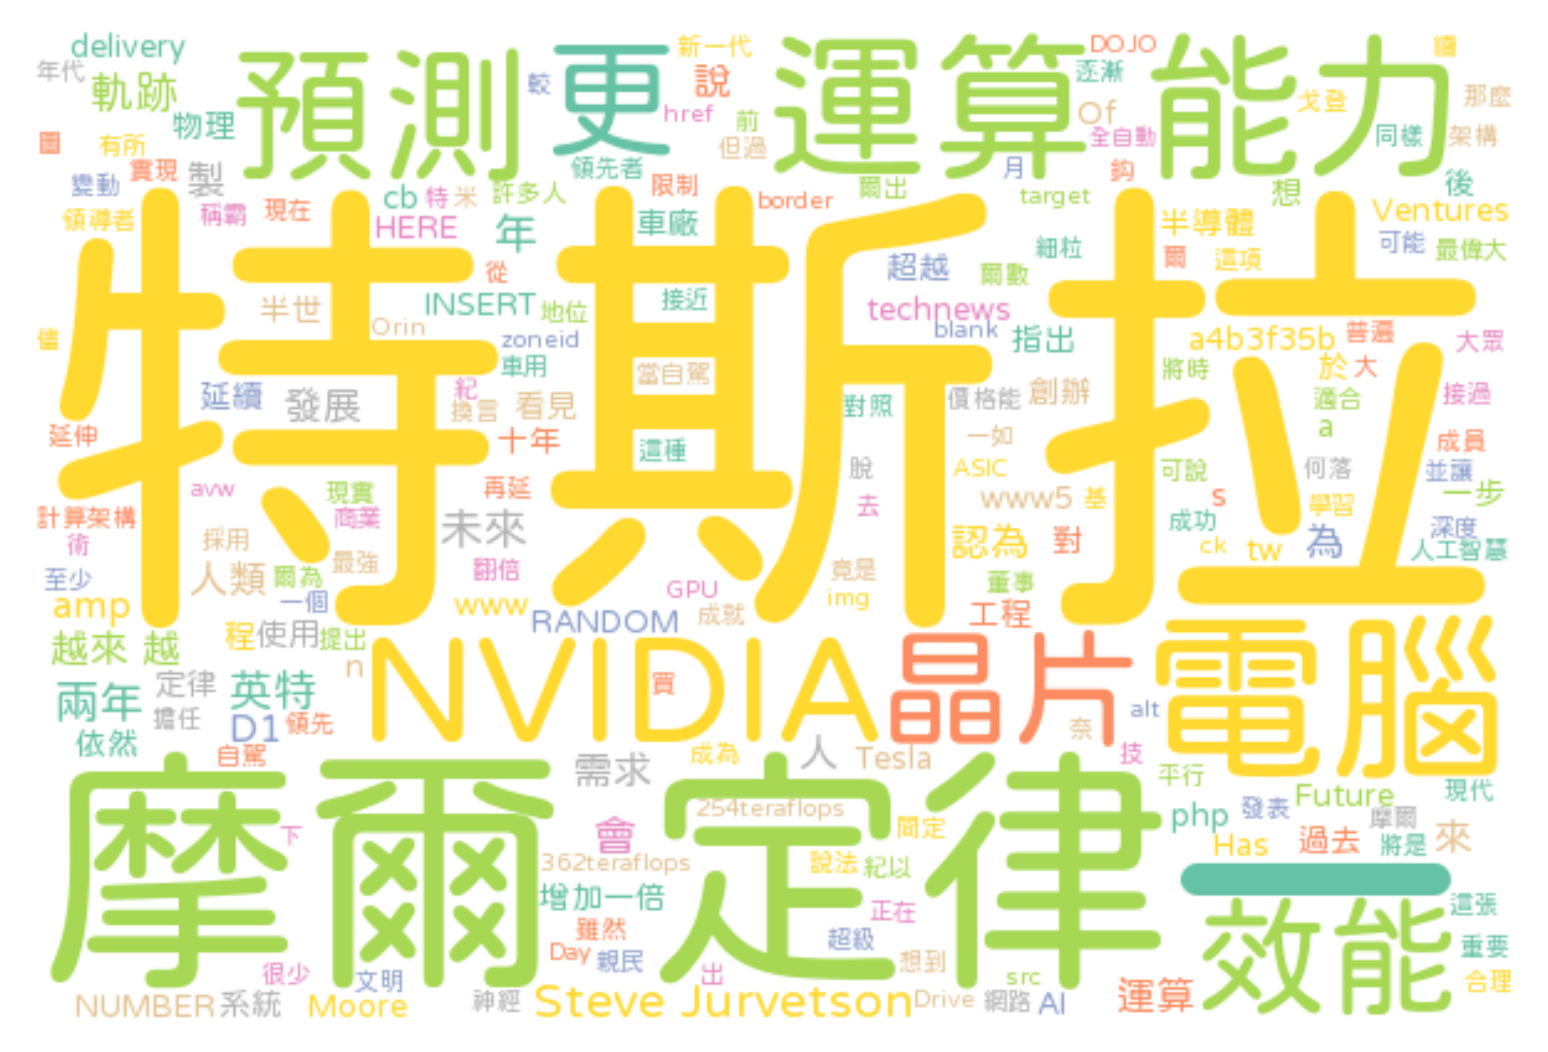 delivery
年代
軌跡
預測
更
新一代
說
運算能力
DOJO
逐漸
繽
戈登
那麼
較
href
前
Of
全自動
同樣
架構
圖
有所
物理
但過
實現
製
領先者
月
鈎
變動
cb
特
米
許多人
限制
border
爾出
target
想
後
領導者
稱霸
現在
HERE
年
車廠
半導體
Ventures
特斯拉
從
超越
細粒
爾
這項
可能
最偉大
爾數
半世
INSERT
地位
接近
technews
Orin
zoneid
blank
指出
a4b3f35b
普遍
大眾
儘
車用
當自駕
將時
於
大
延續
發展
紀
換言
看見
對照
價格能
創辦
適合
接過
延伸
十年
這種
一如
a
成員
脫
ASIC
可說
何落
並讓
avw
現實
再延
去
www5
基
s
一步
計算架構
商業
未來
學習
術
採用
認為
對
成功
深度
ck
tw
為
人工智慧
至少
人類
爾為
最強
翻倍
竟是
董事
一個
GPU
img
amp
www
RANDOM
成就
工程
越來
越
程
使用
提出
n
NVIDIA
晶片
電腦
兩年
定律
英特
買
擔任
D1
領先
alt
依然
奈
自駕
需求
成為
人
Tesla
技
平行
摩爾定律
254teraflops
問定
php
發表
Future
現代
摩爾
下
會
Has
過去
將是
來
362teraflops
說法
紀以
一
增加一倍
正在
這張
雖然
超級
效能
Day
親民
重要
很少
文明
出
想到
src
合理
NUMBER
系統
Moore
神經
Steve Jurvetson
Drive
網路
AI
運算